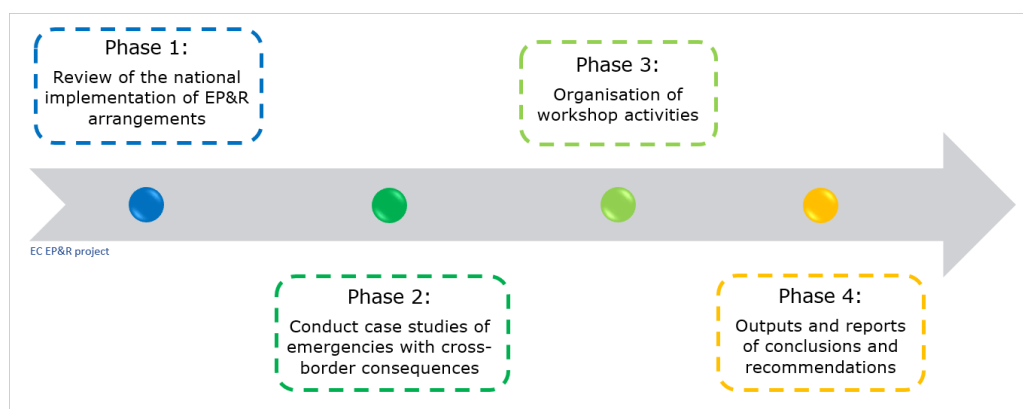 Phase 1:
Review of the national
implementation of EP&R
arrangements
Phase 3:
Organisation of
workshop activities
EC EP&R project
Phase 2:
Conduct case studies of
emergencies with cross-
border consequences
Phase 4:
Outputs and reports
of conclusions and
recommendations